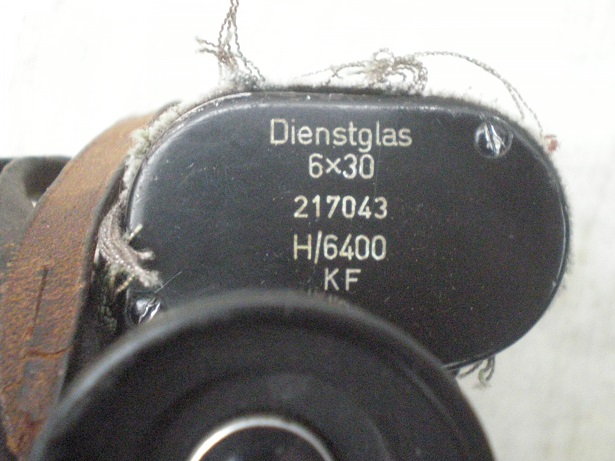 Dienstglas
6×30
217043
H/6400
KF